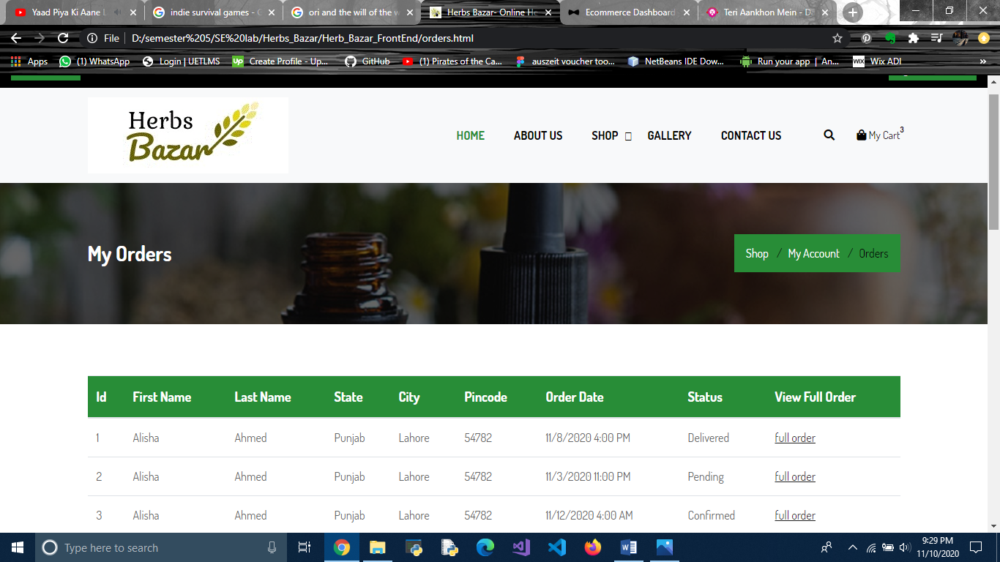 Yaad Piya Ki Aane L
indie survival games - G
ori and the will of the w
Herbs Bazar- Online He
Ecommerce Dashboard
Teri Aankhon Mein - Da
File | D:/semester%205/SE%20lab/Herbs_Bazar/Herb_Bazar_FrontEnd/orders.html
Apps (1) WhatsApp Login | UETLMS Up Create Profile - Up... GitHub (1) Pirates of the Ca... auszeit voucher too... NetBeans IDE Dow... Run your app | An... WIX Wix ADI »
Herbs
Bazar
HOME ABOUT US SHOP GALLERY CONTACT US My Cart 3
My Orders
Shop / My Account / Orders
Id First Name Last Name State City Pincode Order Date Status View Full Order
1 Alisha Ahmed Punjab Lahore 54782 11/8/2020 4:00 PM Delivered full order
2 Alisha Ahmed Punjab Lahore 54782 11/3/2020 11:00 PM Pending full order
3 Alisha Ahmed Punjab Lahore 54782 11/12/2020 4:00 AM Confirmed full order
Type here to search
9:29 PM
11/10/2020